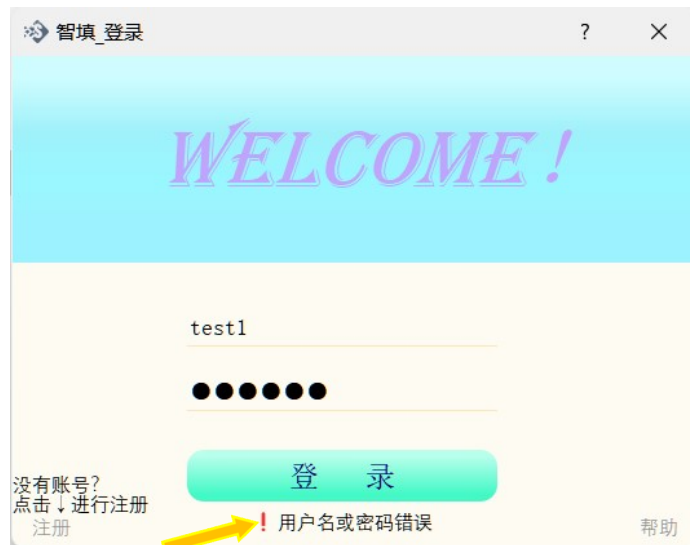 智填_登录
?
WELCOME!
test1
●●●●●●
登 录
没有账号?
点击↓进行注册
注册
❗用户名或密码错误
帮助